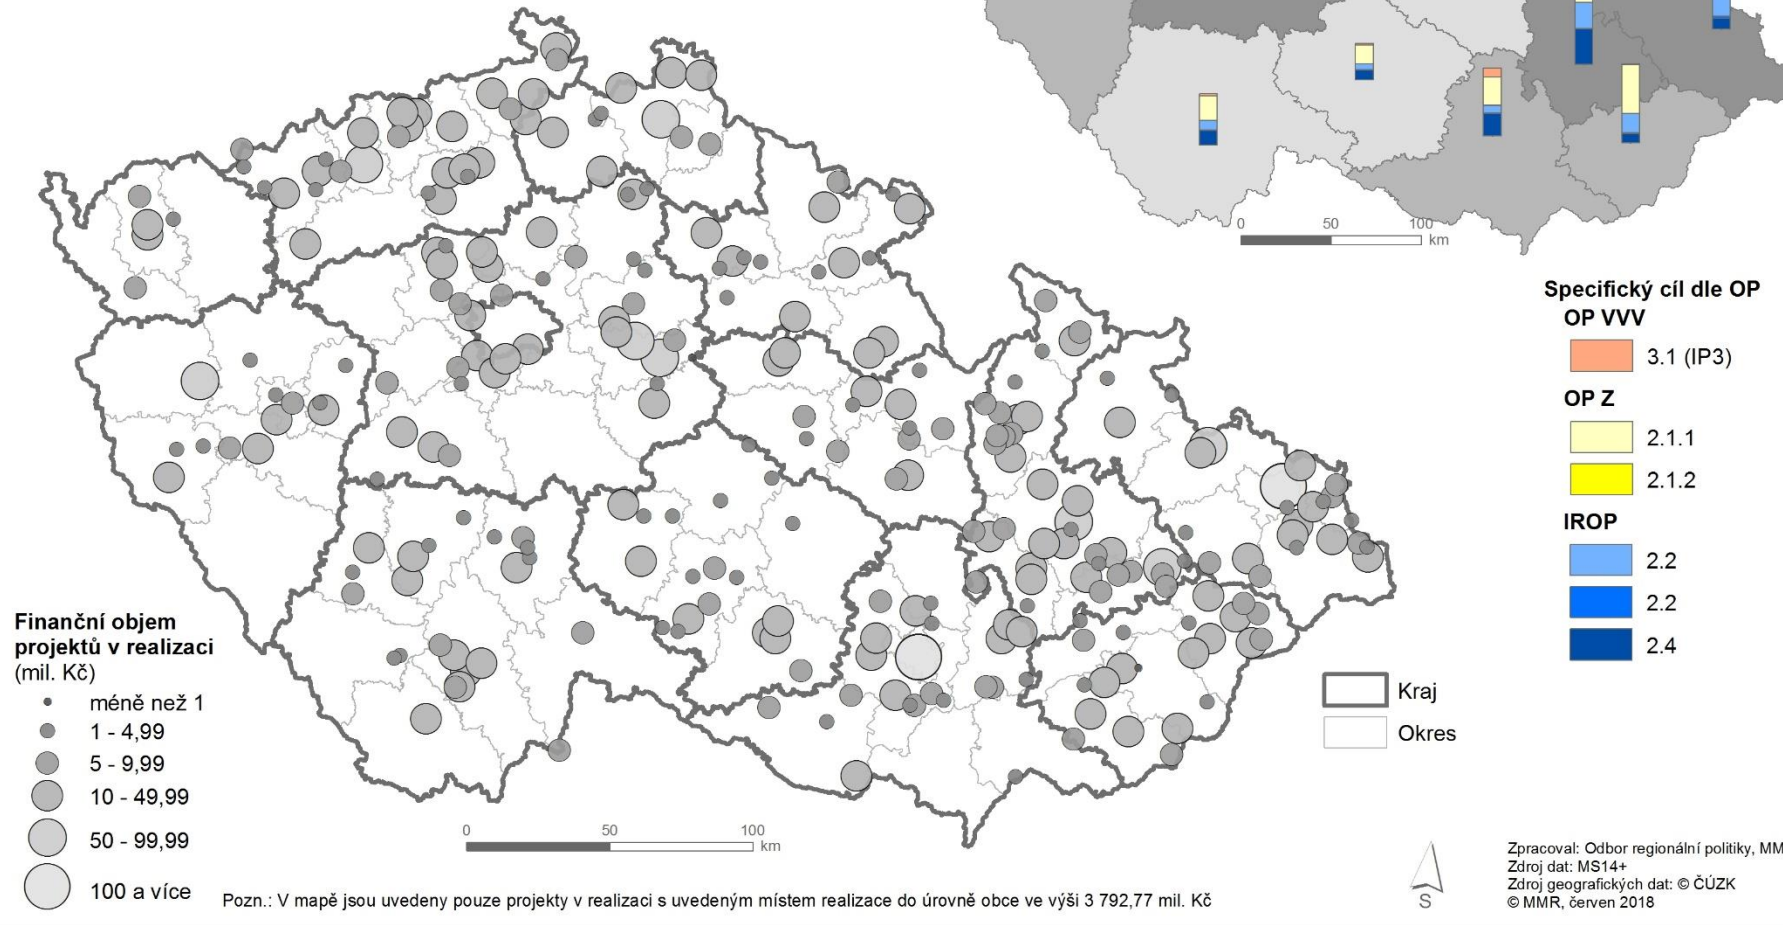 0 50 100
km
Specifický cíl dle OP
OP VVV
3.1 (IP3)
OP Z
2.1.1
2.1.2
IROP
2.2
2.2
2.4
Finanční objem
projektů v realizaci
(mil. Kč)
méně než 1
1 - 4,99
5 - 9,99
10 - 49,99
50 - 99,99
100 a více
Kraj
Okres
0 50 100
km
S
Pozn.: V mapě jsou uvedeny pouze projekty v realizaci s uvedeným místem realizace do úrovně obce ve výši 3 792,77 mil. Kč
Zpracoval: Odbor regionální politiky, MM
Zdroj dat: MS14+
Zdroj geografických dat: © ČÚZK
© MMR, červen 2018